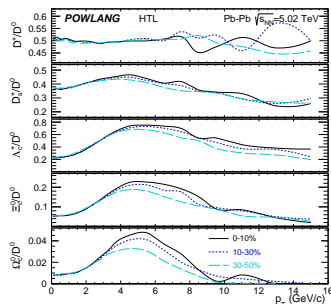 POWLANG HTL Pb-Pb √sNN=5.02 TeV
D⁺/D⁰
0.55
0.5
0.45
Ds⁺/D⁰
0.5
0.4
0.3
0.2
Λc⁺/D⁰
0.8
0.6
0.4
0.2
Ξc⁰/D⁰
0.2
0.1
0
Ωc⁰/D⁰
0.04
0.02
0
0-10%
10-30%
30-50%
0 2 4 6 8 10 12 14 16
pT (GeV/c)